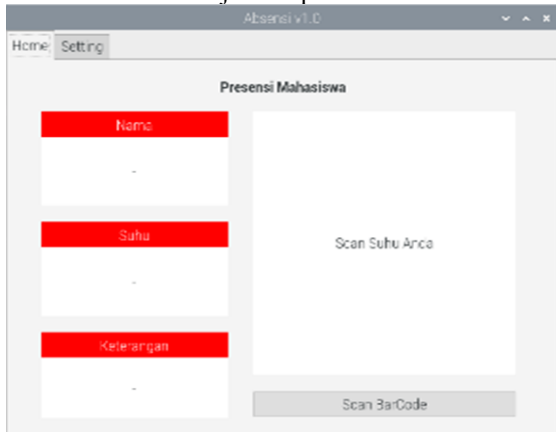 Absensi v1.0
Home Setting
Presensi Mahasiswa
Nama
-
Suhu
-
Keterangan
-
Scan Suhu Anda
Scan BarCode